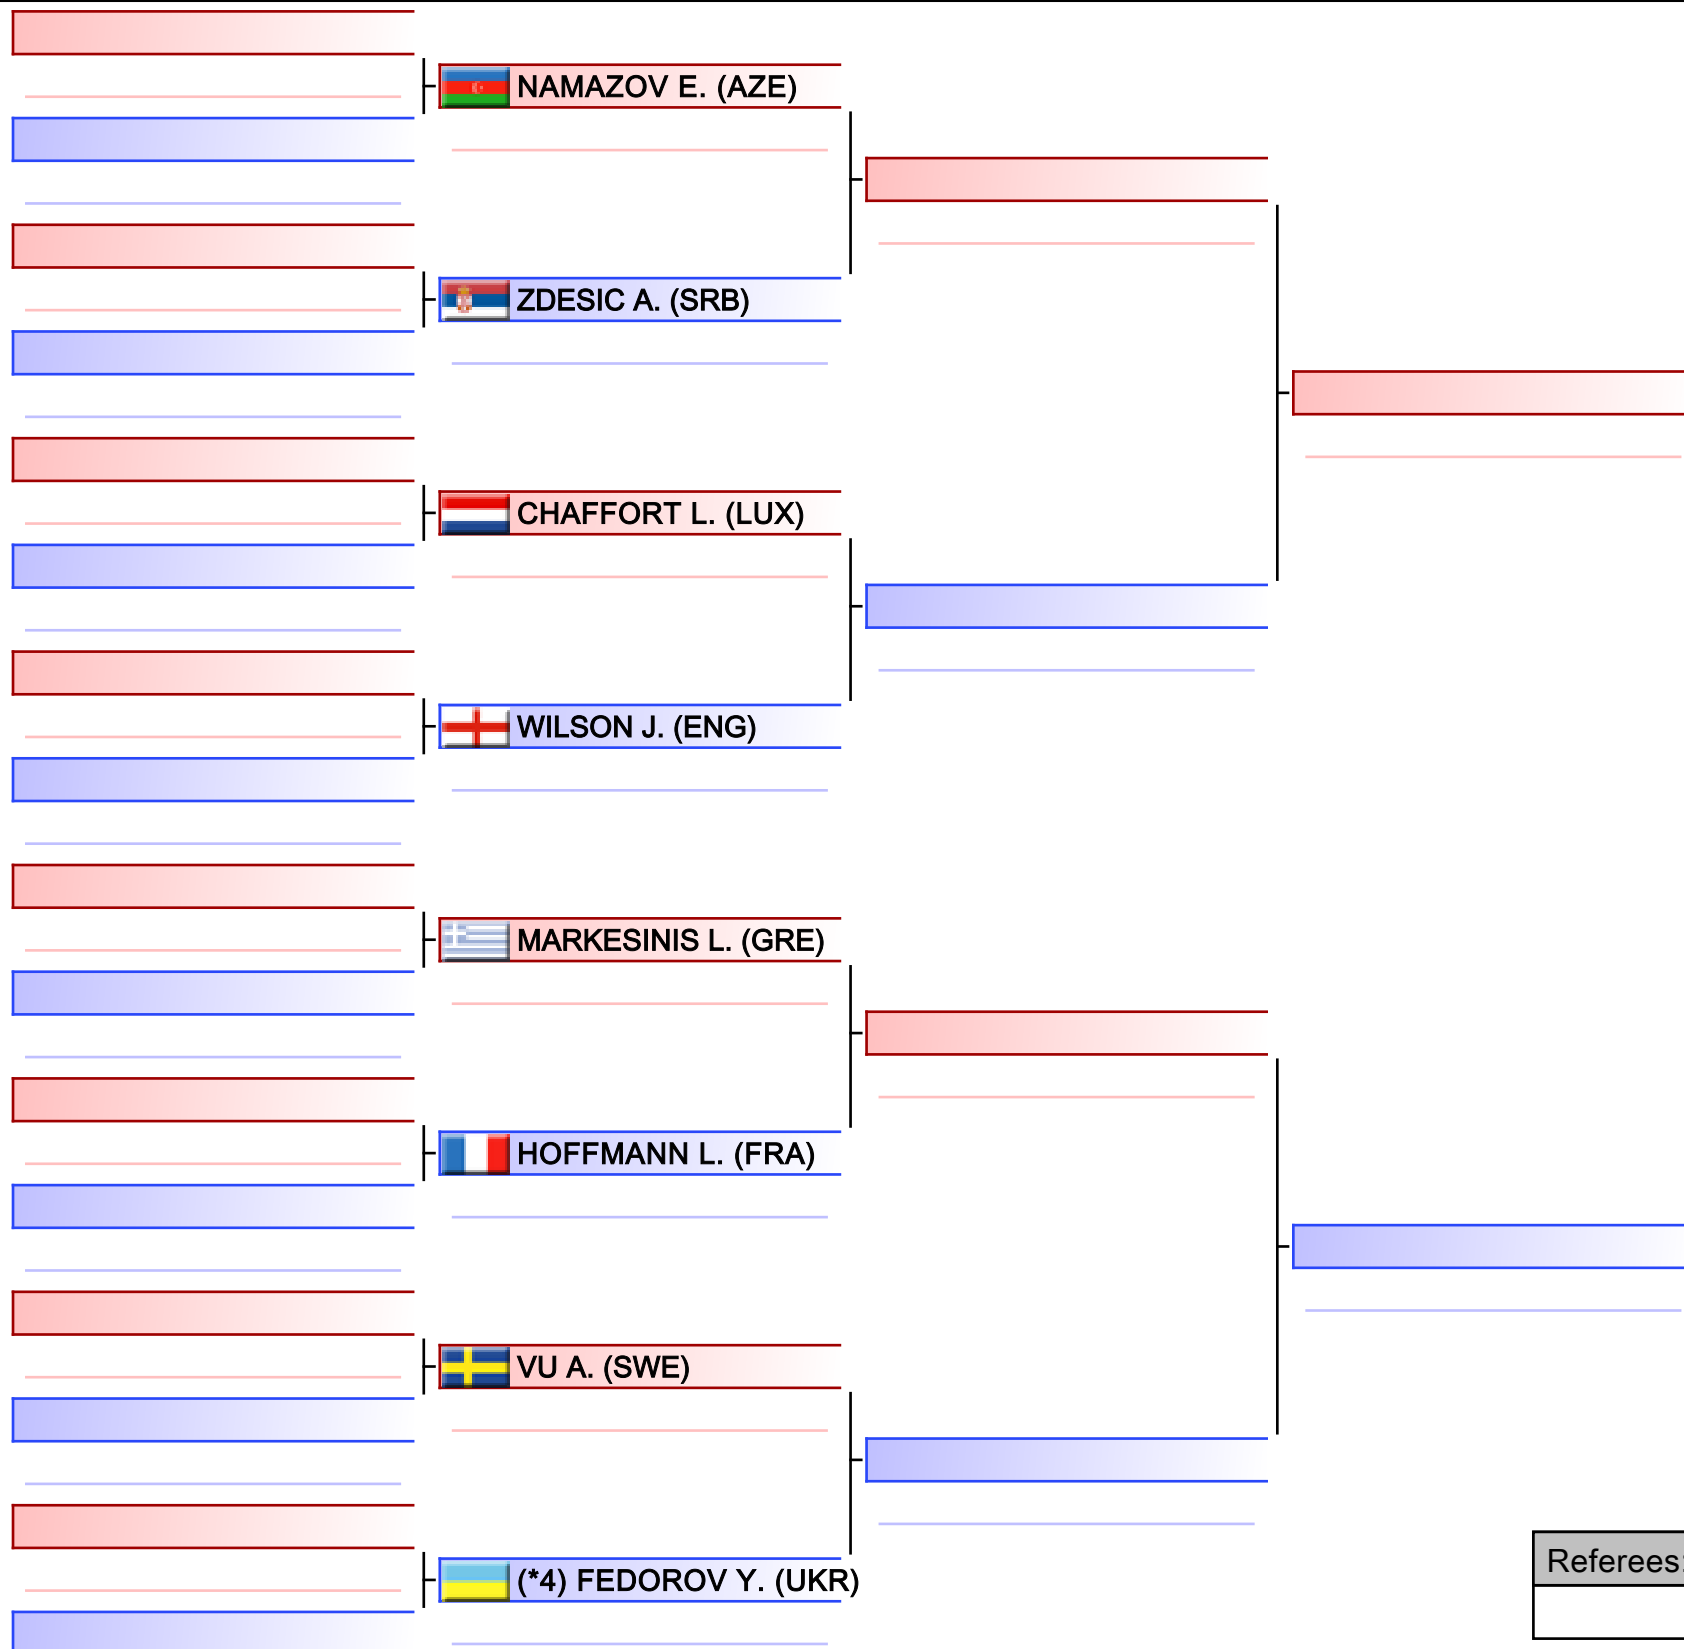 NAMAZOV E. (AZE)
ZDESIC A. (SRB)
CHAFFORT L. (LUX)
WILSON J. (ENG)
MARKESINIS L. (GRE)
HOFFMANN L. (FRA)
VU A. (SWE)
(*4) FEDOROV Y. (UKR)
Referees: